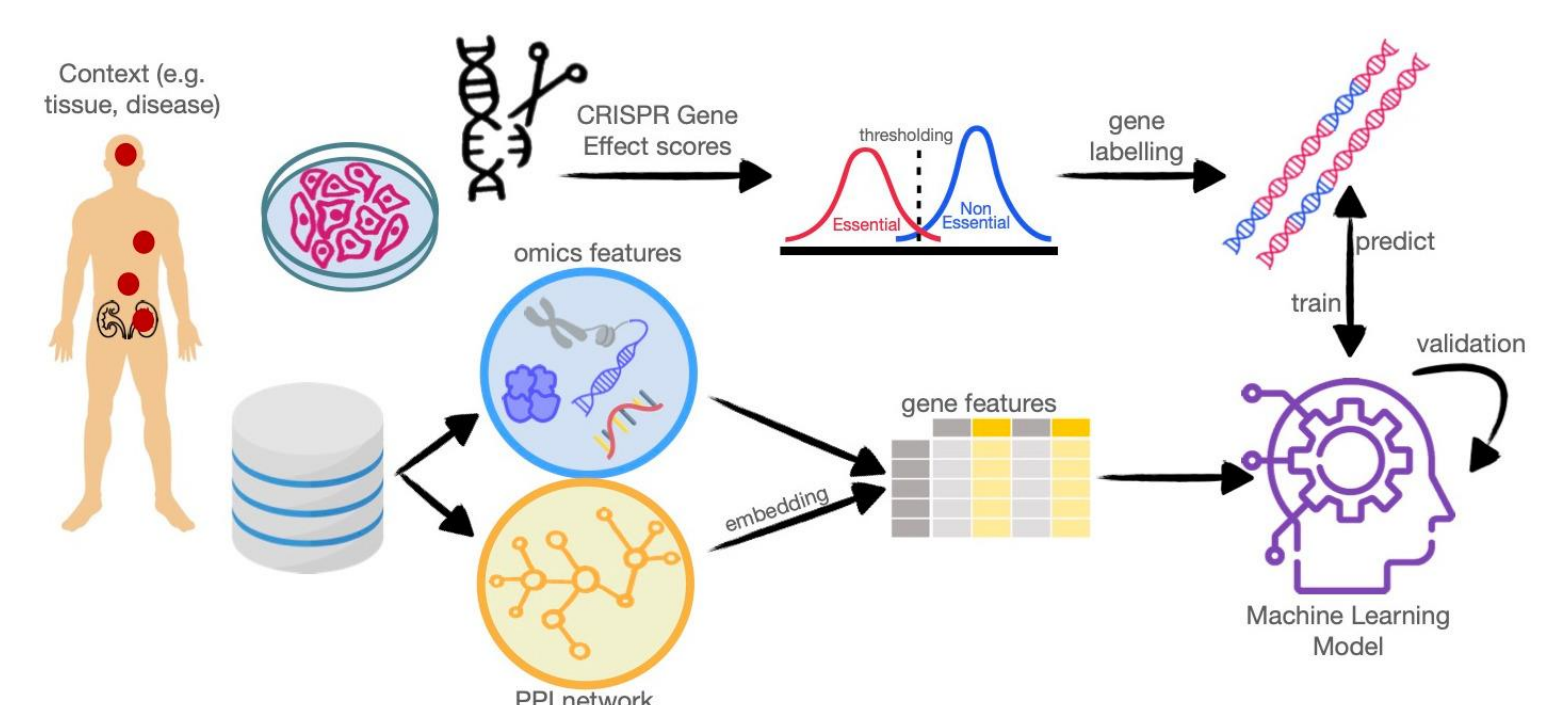 Context (e.g.
tissue, disease)
CRISPR Gene
Effect scores
thresholding
Essential
Non
Essential
gene
labelling
predict
train
validation
omics features
gene features
embedding
PPI network
Machine Learning
Model